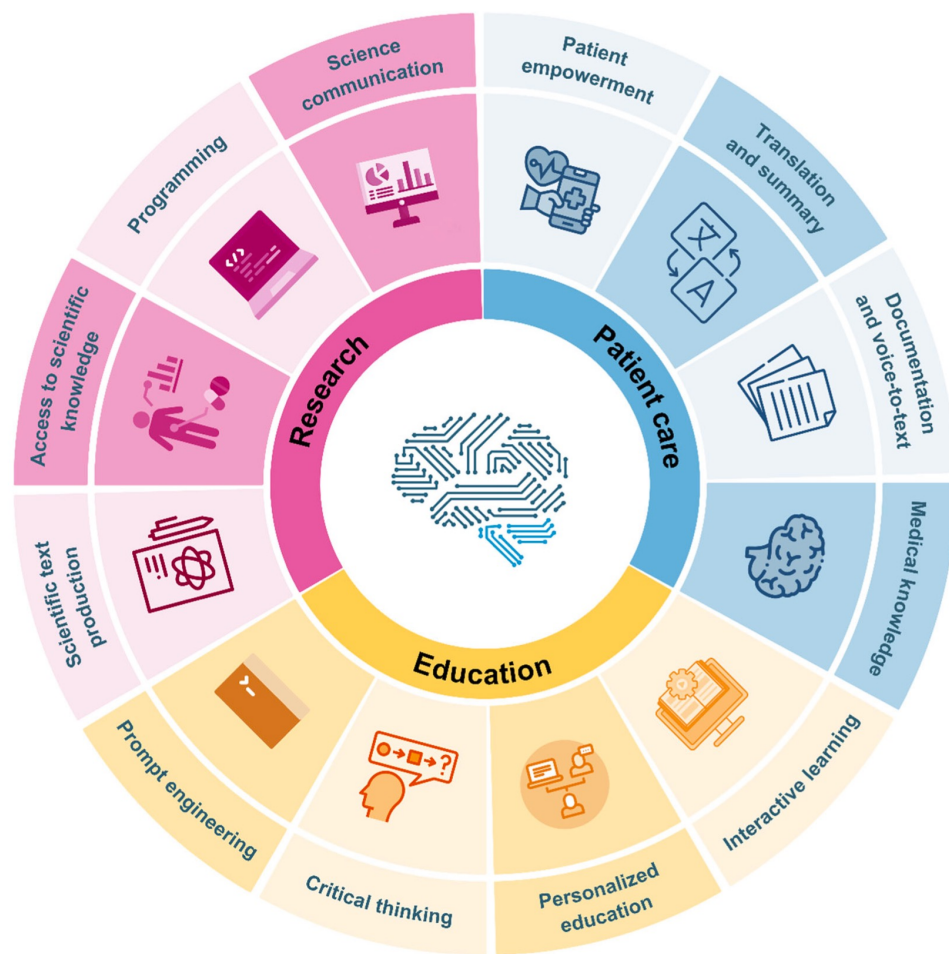 Science
communication
Patient
empowerment
Translation
and summary
Documentation
and voice-to-text
Medical knowledge
Interactive learning
Personalized
education
Critical thinking
Prompt engineering
Scientific text
production
Access to scientific
knowledge
Programming
Research
Patient care
Education
</>
文
A
?
>_